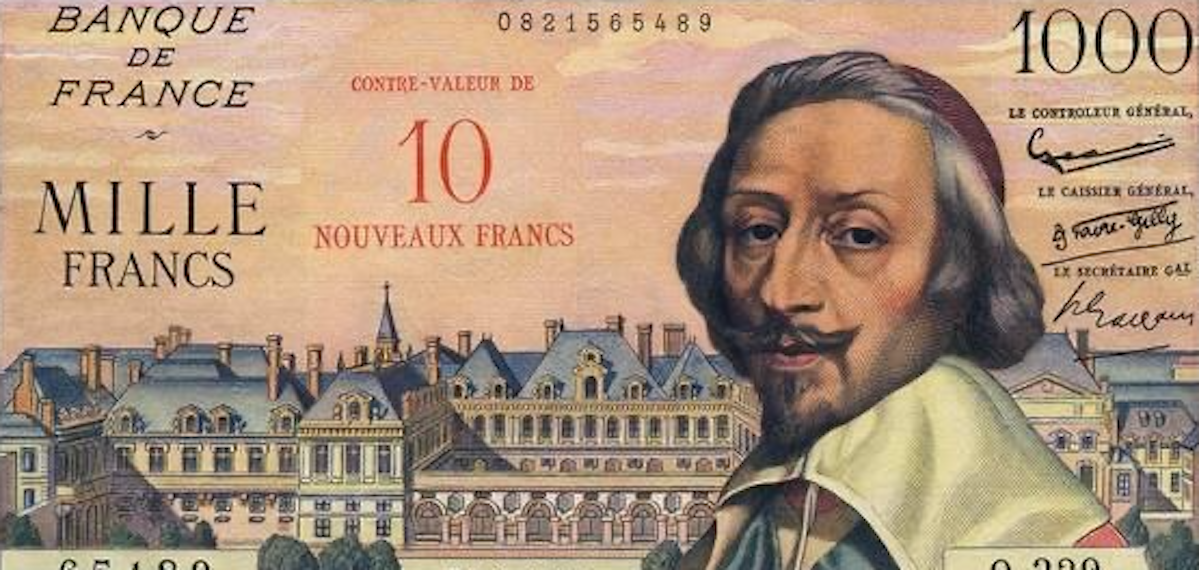 BANQUE
DE
FRANCE
MILLE
FRANCS
0821565489
CONTRE-VALEUR DE
10
NOUVEAUX FRANCS
1000
LE CONTROLEUR GÉNÉRAL,
LE CAISSIER GÉNÉRAL,
LE SECRÉTAIRE GAL